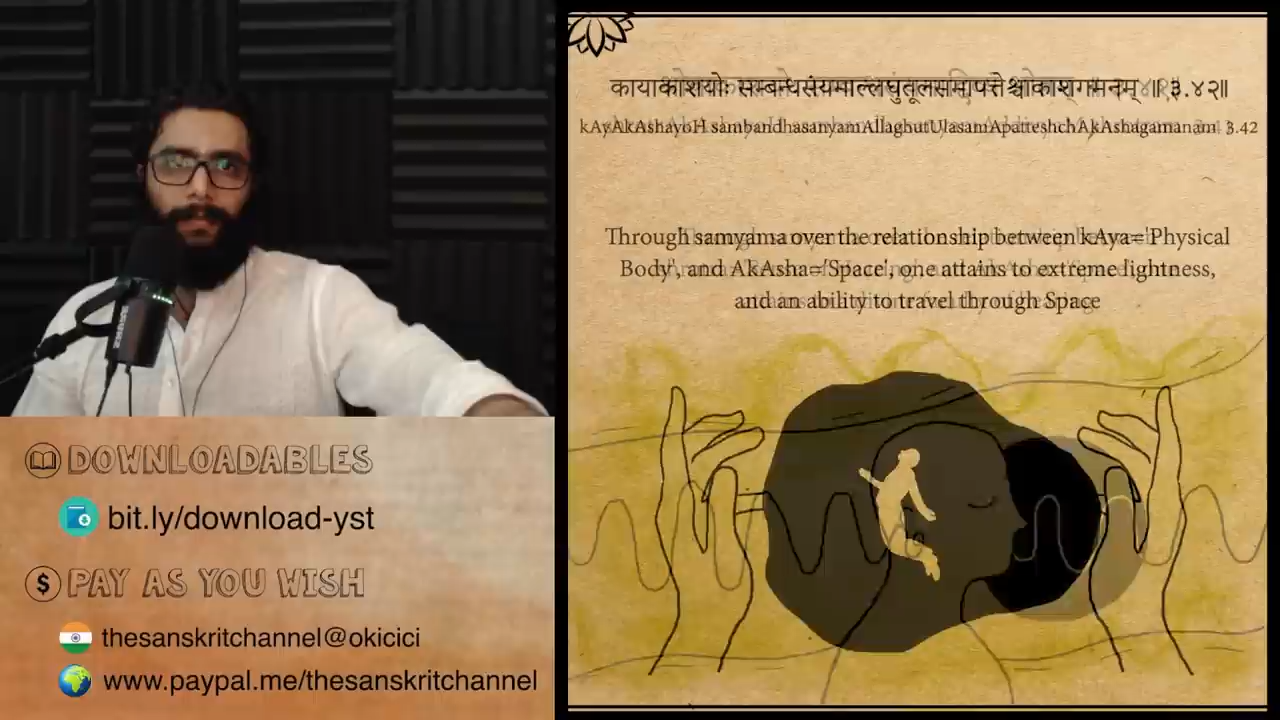 DOWNLOADABLES
bit.ly/download-yst
PAY AS YOU WISH
thesanskritchannel@okicici
www.paypal.me/thesanskritchannel
कायाकाशयोः सम्बन्धसंयमाल्लघुतूलसमापत्तेश्चाकाशगमनम् ॥ ३.४२॥
kAyAkAshayoH sambandhasanyamAllaghutUlasamApatteshchAkAshagamanam 3.42
Through samyama over the relationship between kAya='Physical
Body', and AkAsha='Space', one attains to extreme lightness,
and an ability to travel through Space